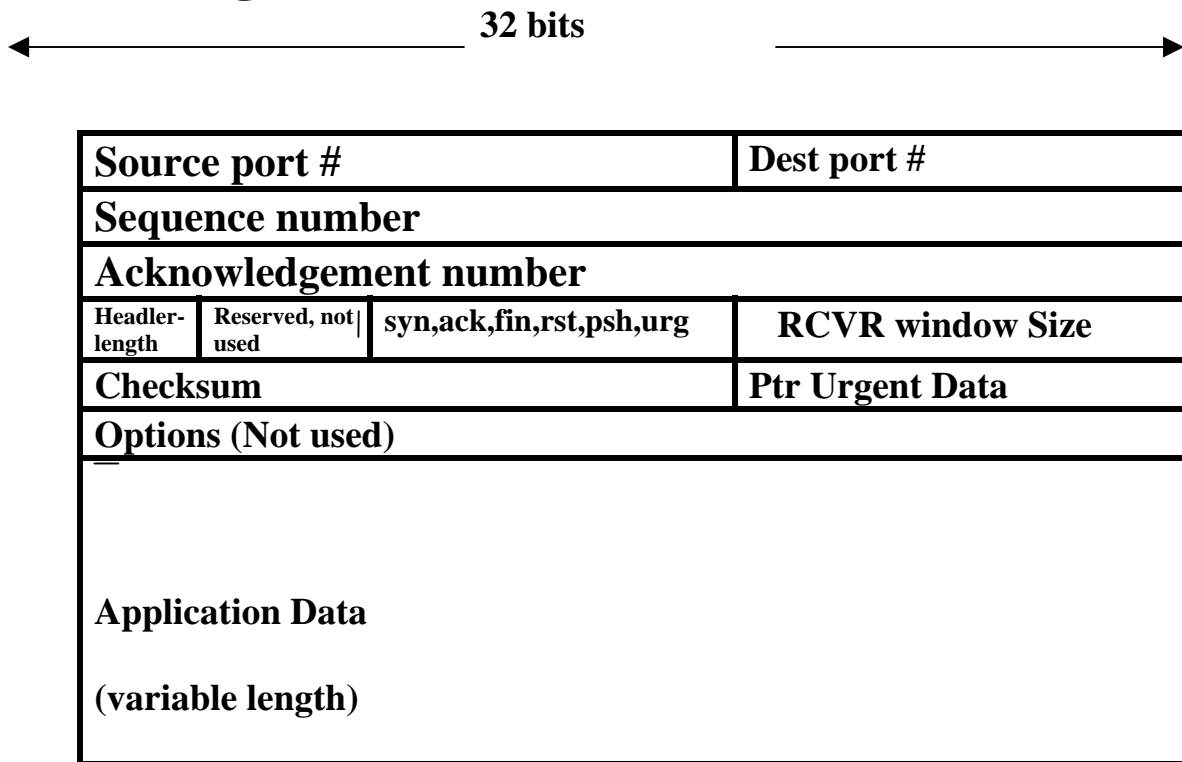 32 bits
Source port # Dest port #
Sequence number
Acknowledgement number
Headler-length Reserved, not used syn,ack,fin,rst,psh,urg RCVR window Size
Checksum Ptr Urgent Data
Options (Not used)
Application Data
(variable length)